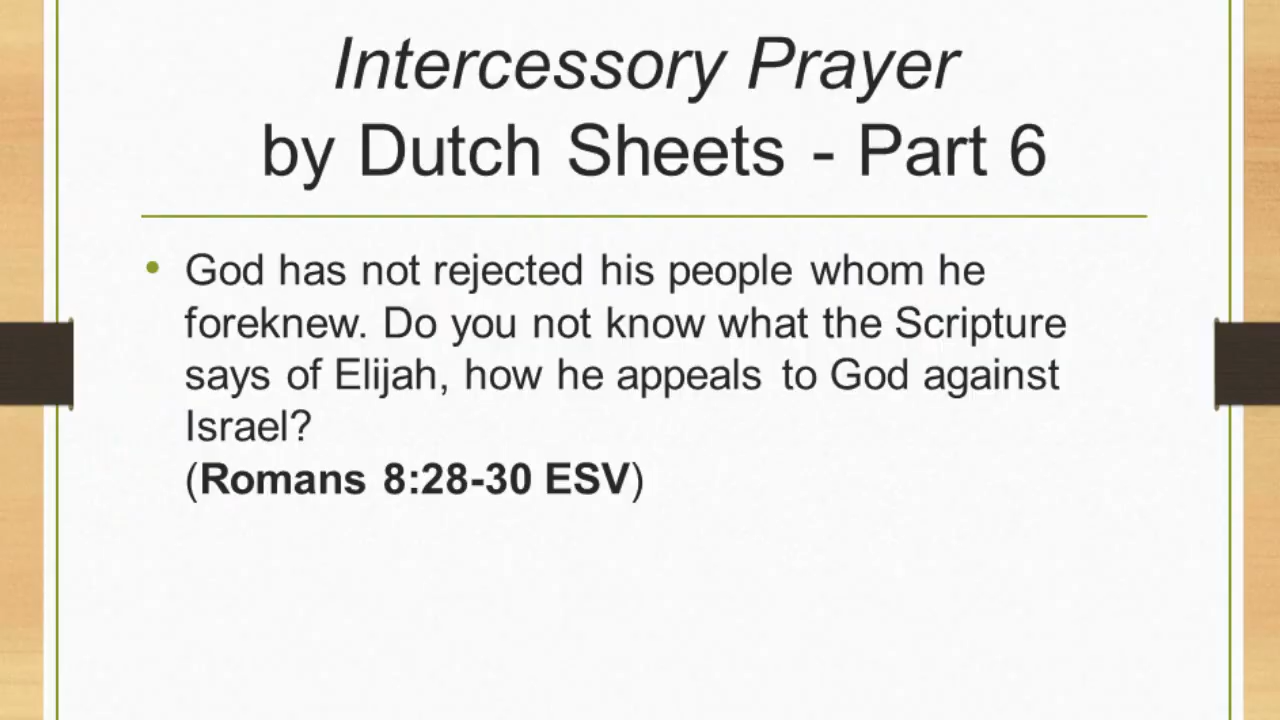 Intercessory Prayer
by Dutch Sheets - Part 6
• God has not rejected his people whom he
foreknew. Do you not know what the Scripture
says of Elijah, how he appeals to God against
Israel?
(Romans 8:28-30 ESV)